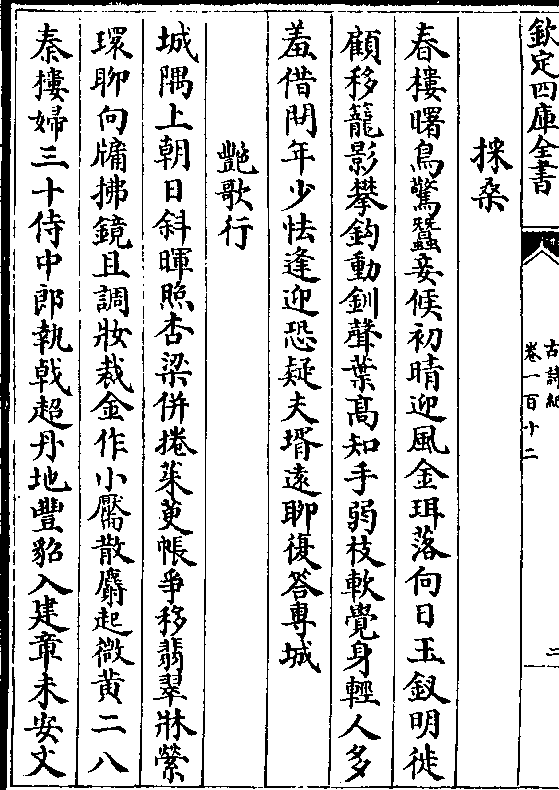 欽定四庫全書
古詩紀
卷一百十二
二
採桑
春樓曙鳥驚蠶妾候初晴迎風金珥落向日玉釵明徙
顧移籠影攀鈎動釧聲葉髙知手弱枝軟覺身輕人多
羞借問年少怯逢迎恐疑夫壻遠聊復答專城
艷歌行
城隅上朝日斜暉照杏梁併捲茱萸帳爭移翡翠牀縈
環聊向牖拂鏡且調妝裁金作小靨散麝起微黄二八
秦樓婦三十侍中郎執戟超丹地豐貂入建章未安文